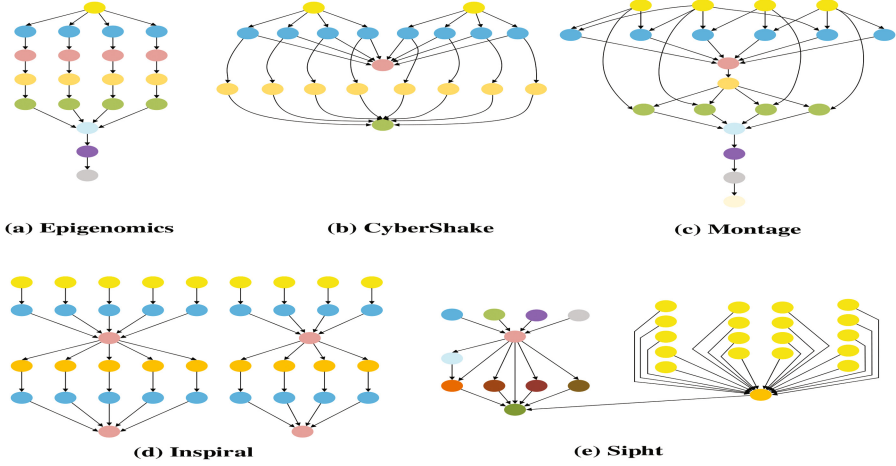 (a) Epigenomics
(b) CyberShake
(c) Montage
(d) Inspiral
(e) Sipht